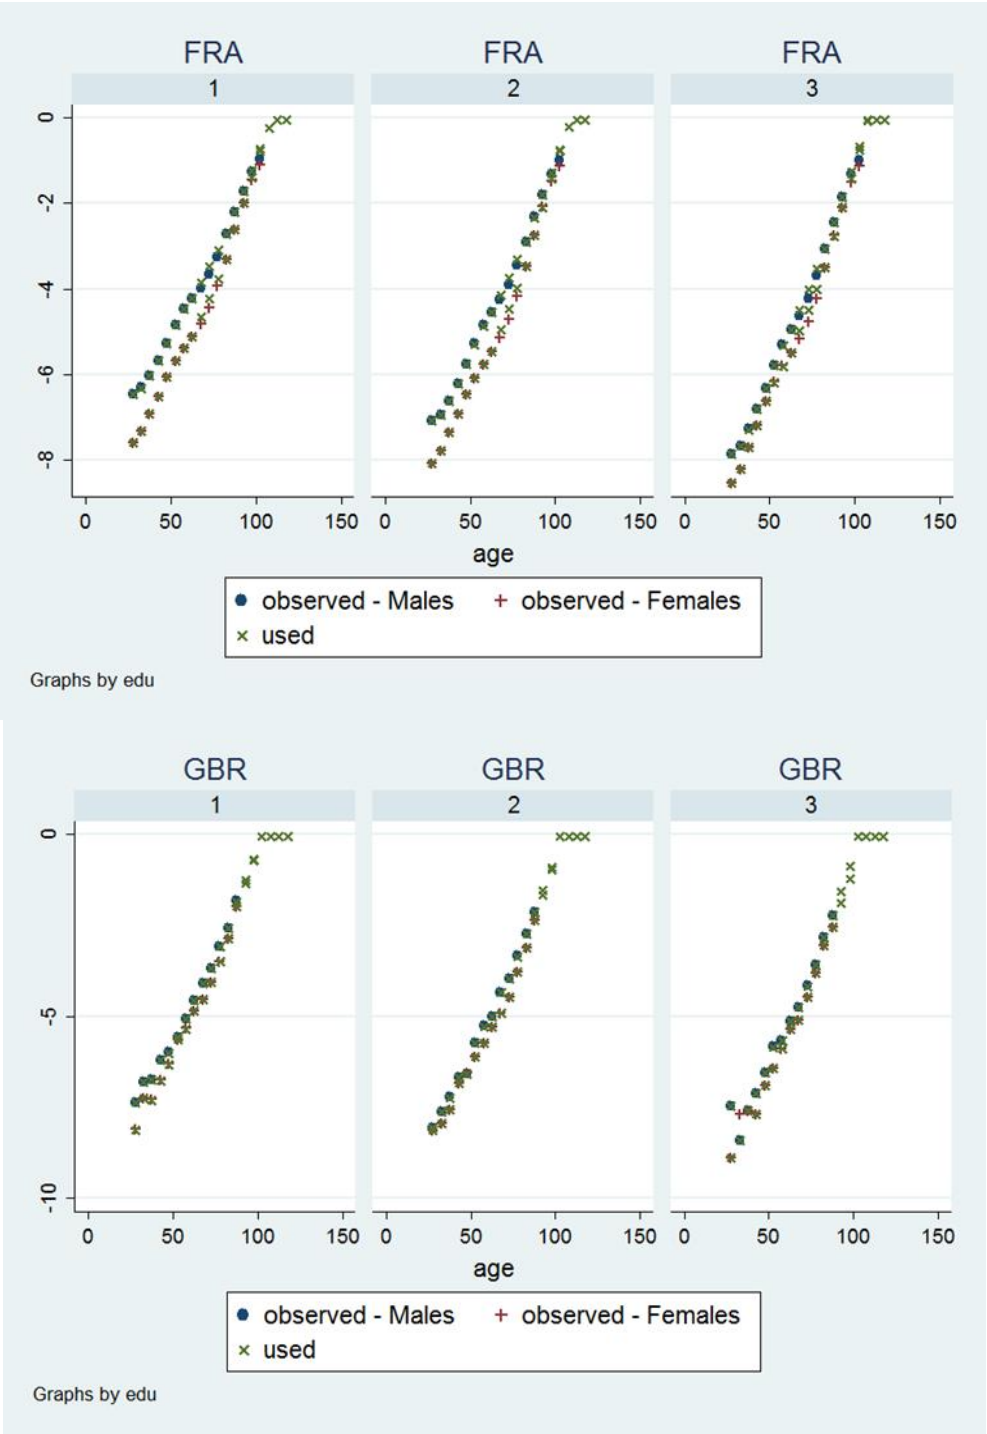 FRA FRA FRA
1 2 3
0
-2
-4
-6
-8
0 50 100 150 0 50 100 150 0 50 100 150
age
observed - Males observed - Females
used
Graphs by edu
GBR GBR GBR
1 2 3
0
-5
-10
0 50 100 150 0 50 100 150 0 50 100 150
age
observed - Males observed - Females
used
Graphs by edu